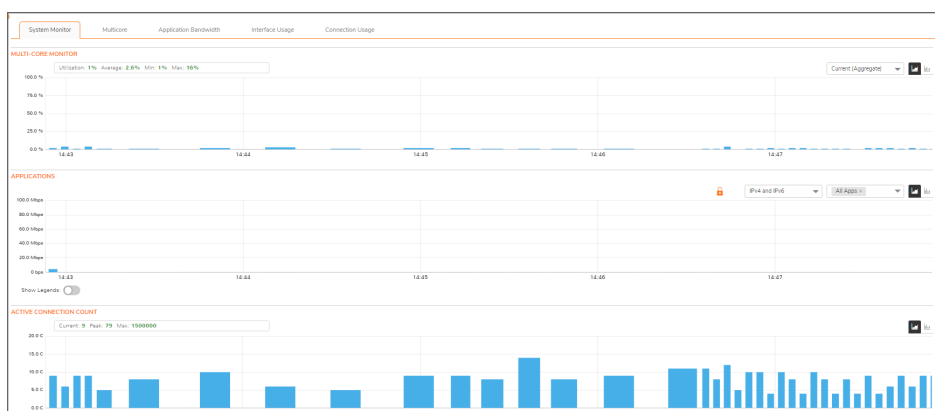 System Monitor Multicore Application Bandwidth Interface Usage Connection Usage
MULTI-CORE MONITOR
Utilization: 1% Average: 2.6% Min: 1% Max: 16%
Current (Aggregate)
100.0 %
75.0 %
50.0 %
25.0 %
0.0 %
14:43 14:44 14:45 14:46 14:47
APPLICATIONS
IPv4 and IPv6 All Apps ×
100.0 Mbps
80.0 Mbps
60.0 Mbps
40.0 Mbps
20.0 Mbps
0 bps
14:43 14:44 14:45 14:46 14:47
Show Legends:
ACTIVE CONNECTION COUNT
Current: 9 Peak: 79 Max: 1500000
20.0 C
15.0 C
10.0 C
5.0 C
0.0 C